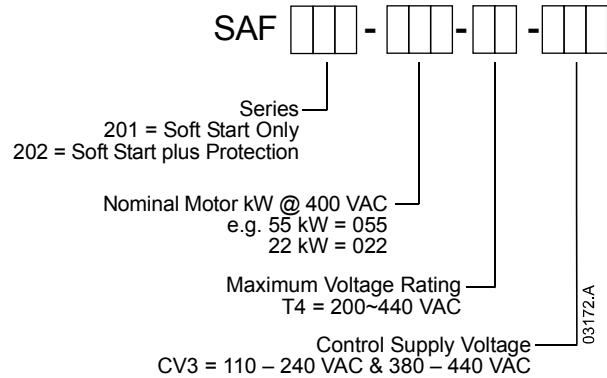 SAF - - -
Series
201 = Soft Start Only
202 = Soft Start plus Protection
Nominal Motor kW @ 400 VAC
e.g. 55 kW = 055
22 kW = 022
Maximum Voltage Rating
T4 = 200~440 VAC
Control Supply Voltage
CV3 = 110 – 240 VAC & 380 – 440 VAC
03172.A